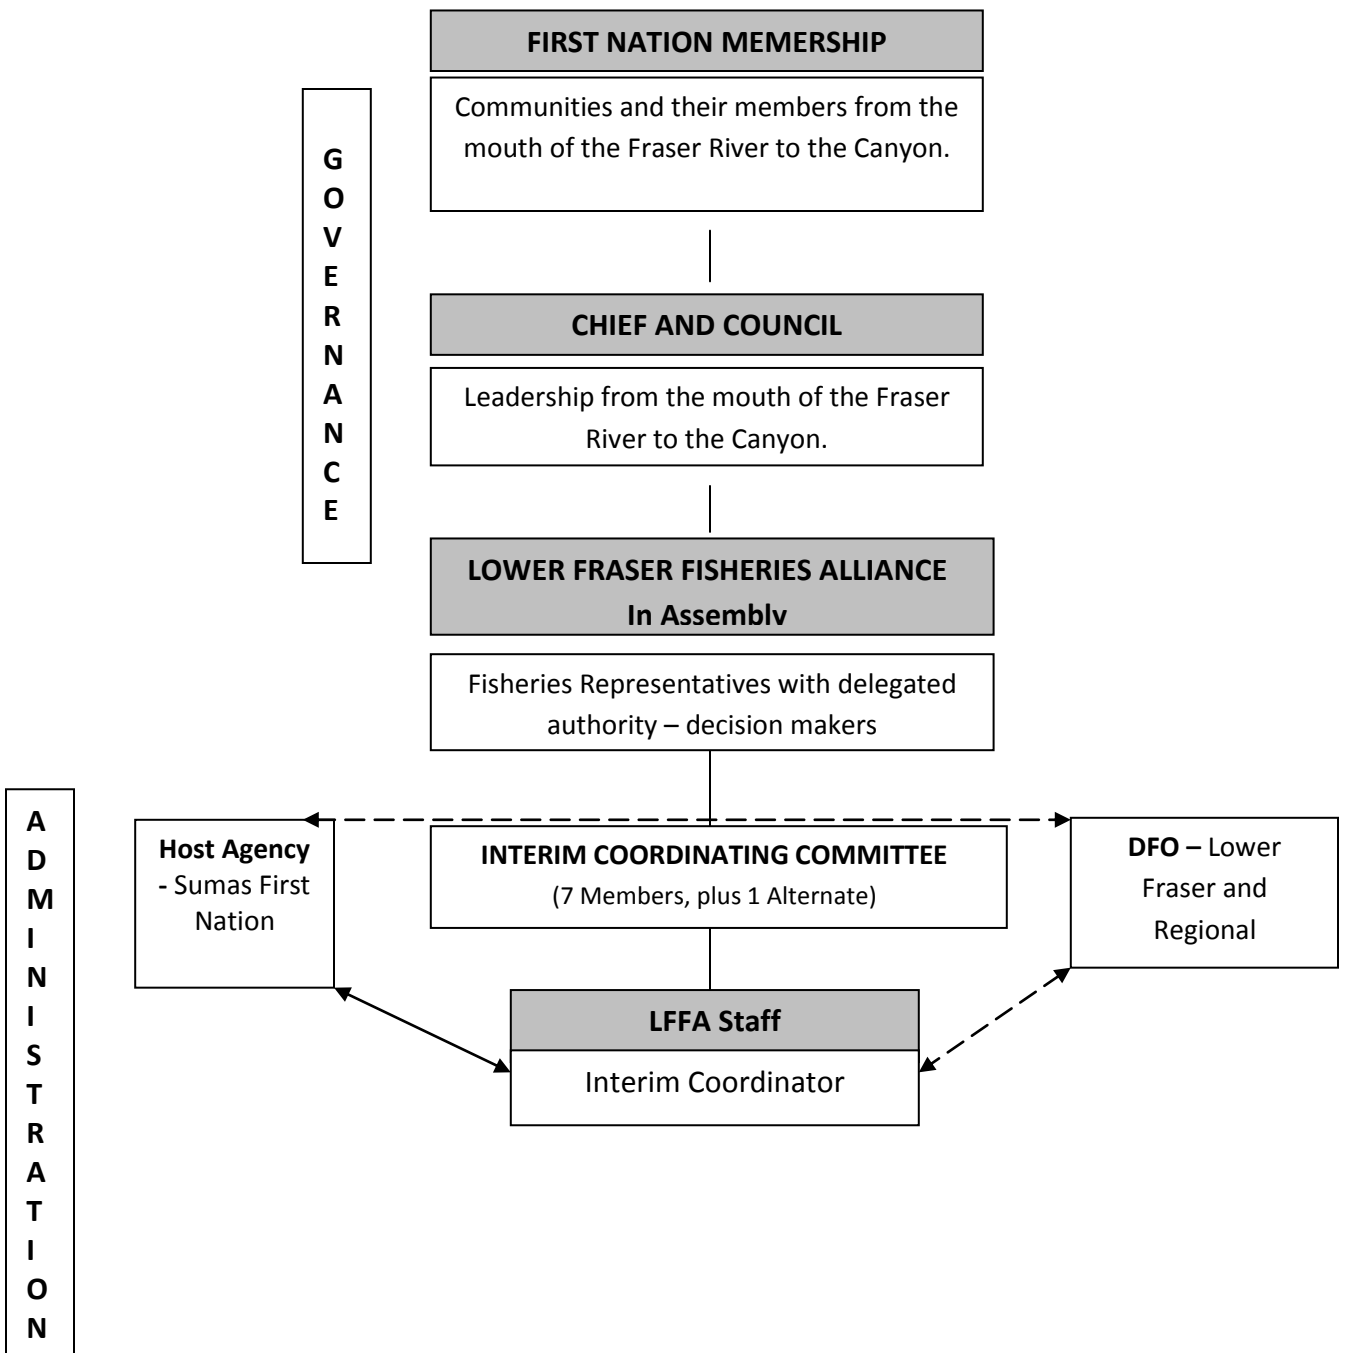 FIRST NATION MEMERSHIP
Communities and their members from the
mouth of the Fraser River to the Canyon.
G
O
V
E
R
N
A
N
C
E
CHIEF AND COUNCIL
Leadership from the mouth of the Fraser
River to the Canyon.
LOWER FRASER FISHERIES ALLIANCE
In Assembly
Fisheries Representatives with delegated
authority – decision makers
A
D
M
I
N
I
S
T
R
A
T
I
O
N
Host Agency
- Sumas First
Nation
INTERIM COORDINATING COMMITTEE
(7 Members, plus 1 Alternate)
DFO – Lower
Fraser and
Regional
LFFA Staff
Interim Coordinator